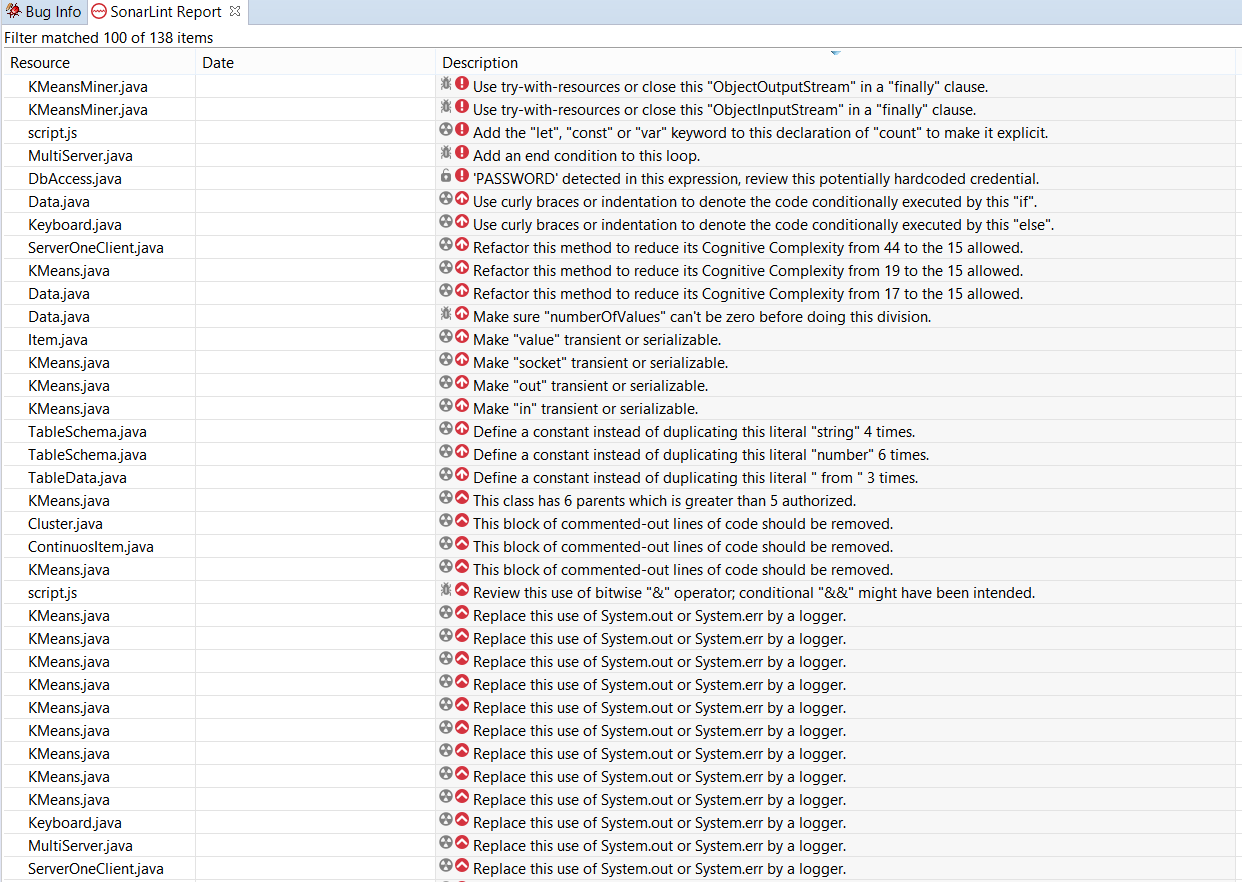 Bug Info SonarLint Report
Filter matched 100 of 138 items
Resource Date Description
KMeansMiner.java Use try-with-resources or close this "ObjectOutputStream" in a "finally" clause.
KMeansMiner.java Use try-with-resources or close this "ObjectInputStream" in a "finally" clause.
script.js Add the "let", "const" or "var" keyword to this declaration of "count" to make it explicit.
MultiServer.java Add an end condition to this loop.
DbAccess.java 'PASSWORD' detected in this expression, review this potentially hardcoded credential.
Data.java Use curly braces or indentation to denote the code conditionally executed by this "if".
Keyboard.java Use curly braces or indentation to denote the code conditionally executed by this "else".
ServerOneClient.java Refactor this method to reduce its Cognitive Complexity from 44 to the 15 allowed.
KMeans.java Refactor this method to reduce its Cognitive Complexity from 19 to the 15 allowed.
Data.java Refactor this method to reduce its Cognitive Complexity from 17 to the 15 allowed.
Data.java Make sure "numberOfValues" can't be zero before doing this division.
Item.java Make "value" transient or serializable.
KMeans.java Make "socket" transient or serializable.
KMeans.java Make "out" transient or serializable.
KMeans.java Make "in" transient or serializable.
TableSchema.java Define a constant instead of duplicating this literal "string" 4 times.
TableSchema.java Define a constant instead of duplicating this literal "number" 6 times.
TableData.java Define a constant instead of duplicating this literal " from " 3 times.
KMeans.java This class has 6 parents which is greater than 5 authorized.
Cluster.java This block of commented-out lines of code should be removed.
ContinuosItem.java This block of commented-out lines of code should be removed.
KMeans.java This block of commented-out lines of code should be removed.
script.js Review this use of bitwise "&" operator; conditional "&&" might have been intended.
KMeans.java Replace this use of System.out or System.err by a logger.
KMeans.java Replace this use of System.out or System.err by a logger.
KMeans.java Replace this use of System.out or System.err by a logger.
KMeans.java Replace this use of System.out or System.err by a logger.
KMeans.java Replace this use of System.out or System.err by a logger.
KMeans.java Replace this use of System.out or System.err by a logger.
KMeans.java Replace this use of System.out or System.err by a logger.
KMeans.java Replace this use of System.out or System.err by a logger.
KMeans.java Replace this use of System.out or System.err by a logger.
Keyboard.java Replace this use of System.out or System.err by a logger.
MultiServer.java Replace this use of System.out or System.err by a logger.
ServerOneClient.java Replace this use of System.out or System.err by a logger.